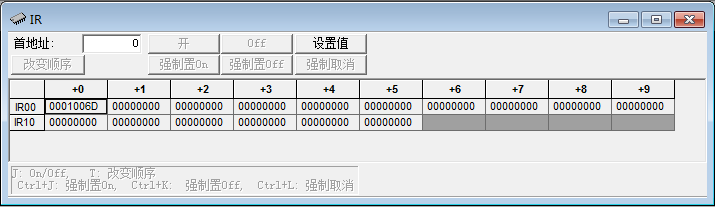 IR
首地址: 0 开 Off 设置值
改变顺序 强制置On 强制置Off 强制取消
+0 +1 +2 +3 +4 +5 +6 +7 +8 +9
IR00 0001006D 00000000 00000000 00000000 00000000 00000000 00000000 00000000 00000000 00000000
IR10 00000000 00000000 00000000 00000000 00000000 00000000
J: On/Off, T: 改变顺序
Ctrl+J: 强制置On, Ctrl+K: 强制置Off, Ctrl+L: 强制取消